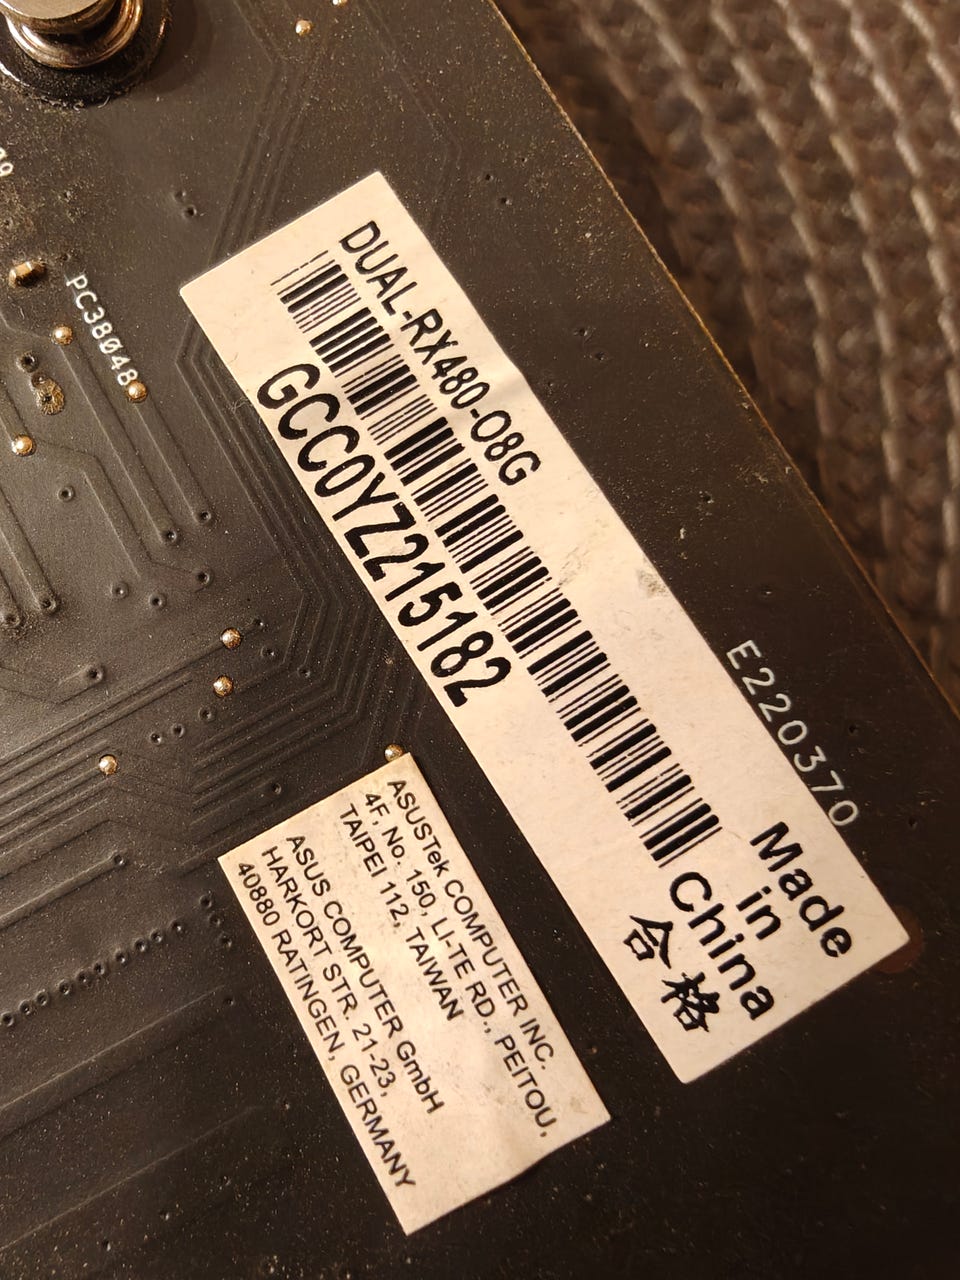 PC38048
DUAL-RX480-O8G
GCC0YZ215182
Made
in
China
合格
E220370
ASUSTek COMPUTER INC.
4F, No. 150, LI-TE RD., PEITOU,
TAIPEI 112, TAIWAN
ASUS COMPUTER GmbH
HARKORT STR. 21-23,
40880 RATINGEN, GERMANY